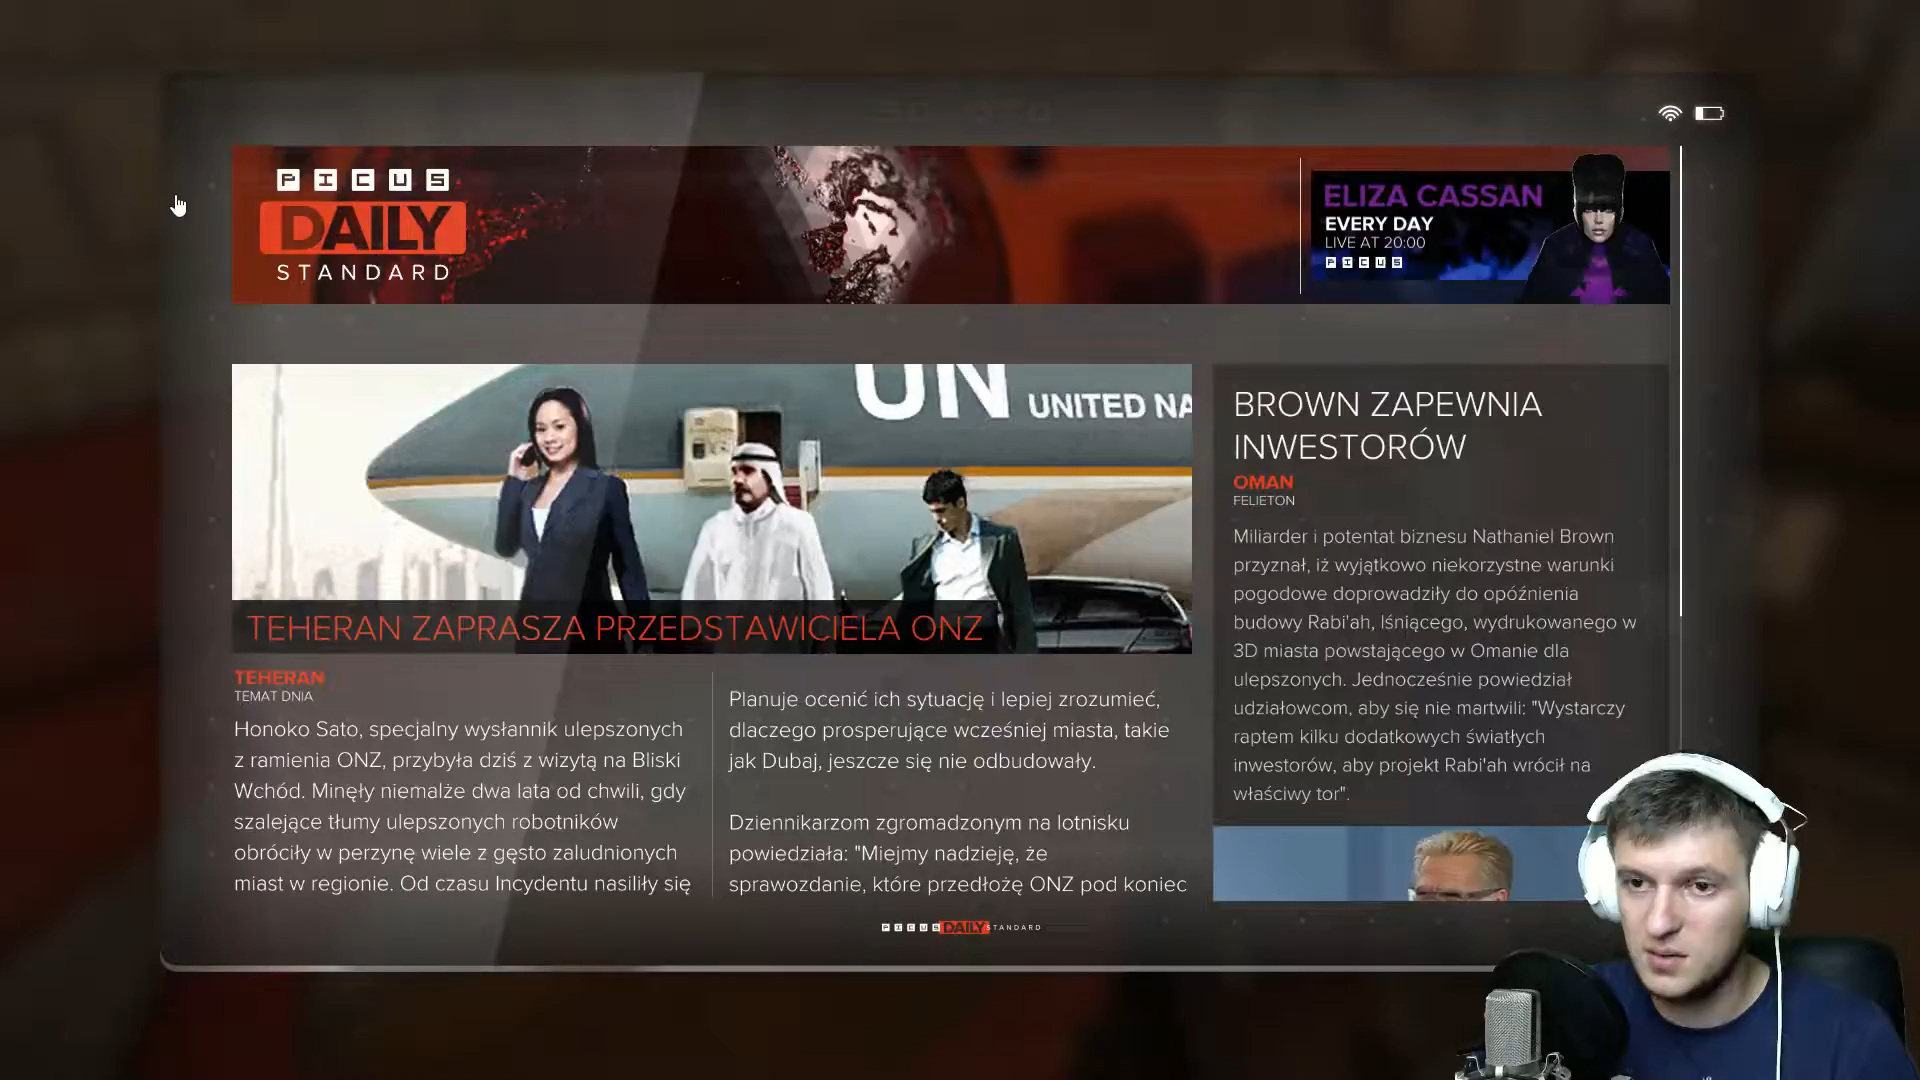 PICUS
DAILY
STANDARD
ELIZA CASSAN
EVERY DAY
LIVE AT 20:00
PICUS
UN UNITED NA
TEHERAN ZAPRASZA PRZEDSTAWICIELA ONZ
TEHERAN
TEMAT DNIA
Honoko Sato, specjalny wysłannik ulepszonych
z ramienia ONZ, przybyła dziś z wizytą na Bliski
Wchód. Minęły niemalże dwa lata od chwili, gdy
szalejące tłumy ulepszonych robotników
obróciły w perzynę wiele z gęsto zaludnionych
miast w regionie. Od czasu Incydentu nasiliły się
Planuje ocenić ich sytuację i lepiej zrozumieć,
dlaczego prosperujące wcześniej miasta, takie
jak Dubaj, jeszcze się nie odbudowały.
Dziennikarzom zgromadzonym na lotnisku
powiedziała: "Miejmy nadzieję, że
sprawozdanie, które przedłożę ONZ pod koniec
BROWN ZAPEWNIA
INWESTORÓW
OMAN
FELIETON
Miliarder i potentat biznesu Nathaniel Brown
przyznał, iż wyjątkowo niekorzystne warunki
pogodowe doprowadziły do opóźnienia
budowy Rabi'ah, lśniącego, wydrukowanego w
3D miasta powstającego w Omanie dla
ulepszonych. Jednocześnie powiedział
udziałowcom, aby się nie martwili: "Wystarczy
raptem kilku dodatkowych światłych
inwestorów, aby projekt Rabi'ah wrócił na
właściwy tor".
PICUS DAILY STANDARD